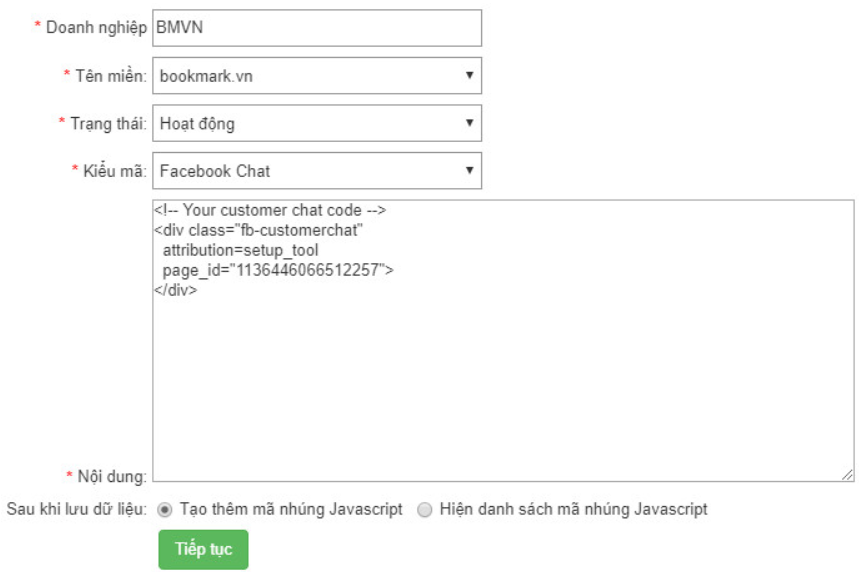 * Doanh nghiệp BMVN
* Tên miền: bookmark.vn
* Trạng thái: Hoạt động
* Kiểu mã: Facebook Chat
<!-- Your customer chat code -->
<div class="fb-customerchat"
attribution=setup_tool
page_id="1136446066512257">
</div>
* Nội dung:
Sau khi lưu dữ liệu: Tạo thêm mã nhúng Javascript Hiện danh sách mã nhúng Javascript
Tiếp tục